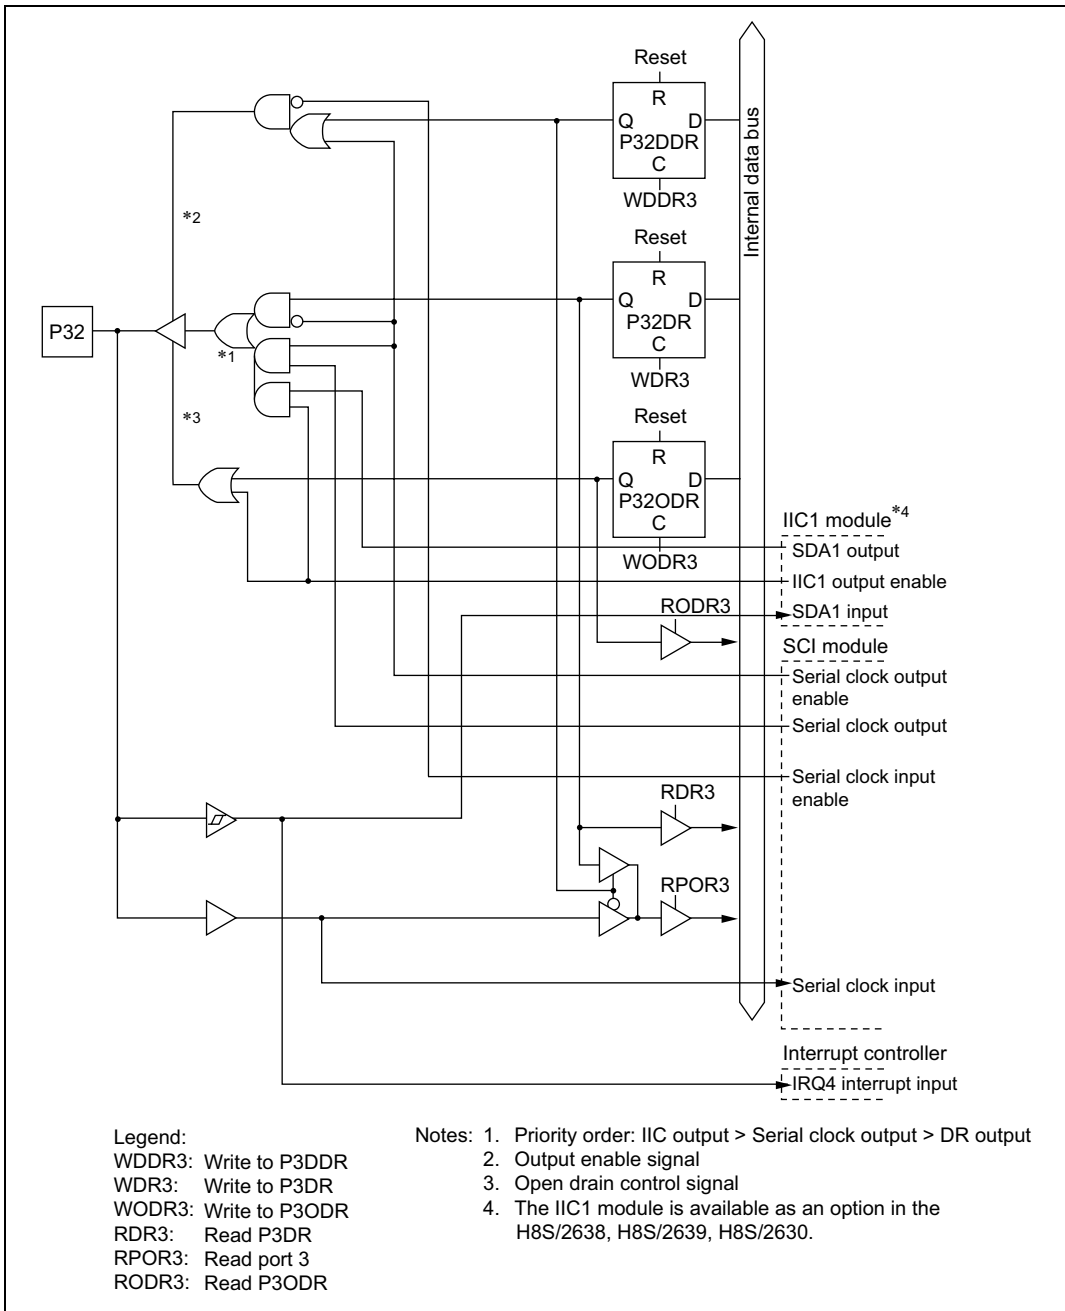 Reset
R
Q D
P32DDR
C
WDDR3
Internal data bus
*2
Reset
R
Q D
P32DR
C
WDR3
P32
*1
*3
Reset
R
Q D
P32ODR
C
WODR3
IIC1 module*4
SDA1 output
IIC1 output enable
SDA1 input
RODR3
SCI module
Serial clock output
enable
Serial clock output
Serial clock input
enable
RDR3
RPOR3
Serial clock input
Interrupt controller
IRQ4 interrupt input
Legend:
WDDR3: Write to P3DDR
WDR3: Write to P3DR
WODR3: Write to P3ODR
RDR3: Read P3DR
RPOR3: Read port 3
RODR3: Read P3ODR
Notes: 1. Priority order: IIC output > Serial clock output > DR output
2. Output enable signal
3. Open drain control signal
4. The IIC1 module is available as an option in the
H8S/2638, H8S/2639, H8S/2630.